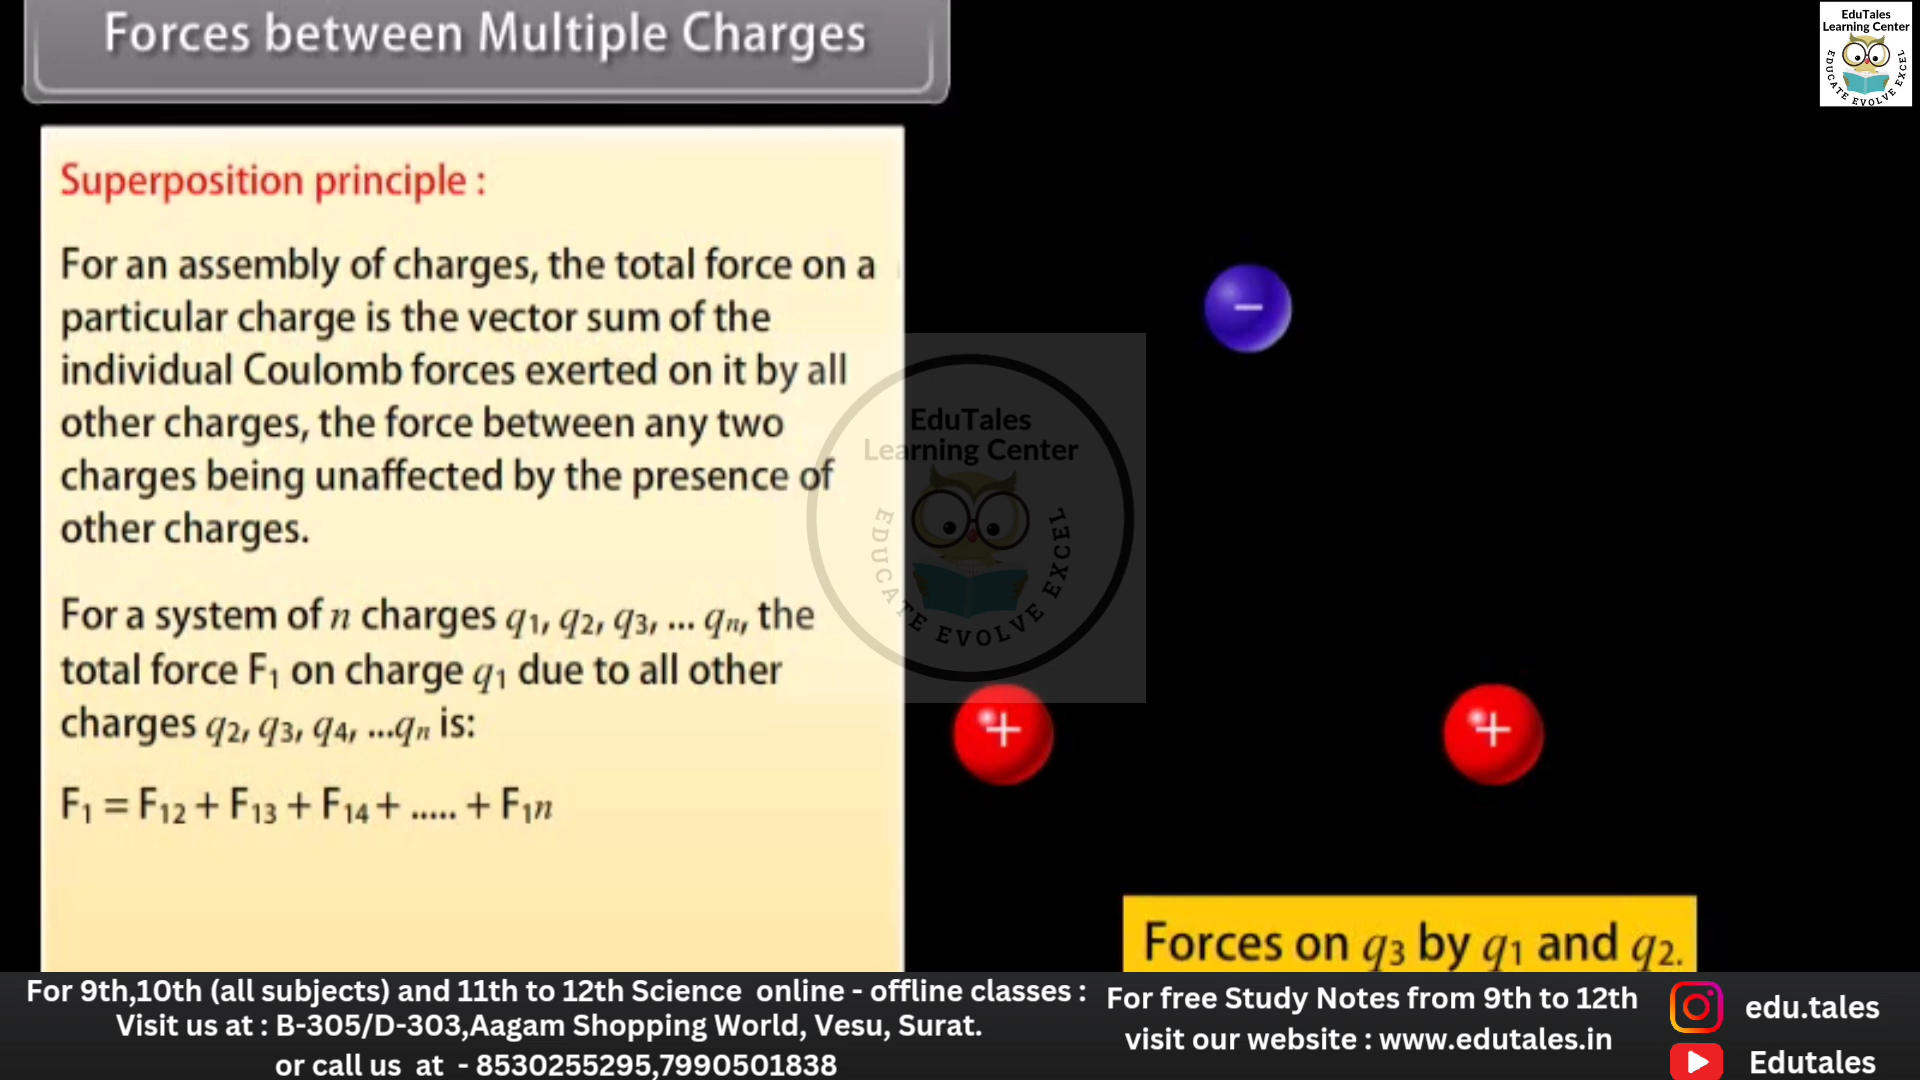 Forces between Multiple Charges
EduTales
Learning Center
EDUCATE EVOLVE EXCEL
Superposition principle :
For an assembly of charges, the total force on a
particular charge is the vector sum of the
individual Coulomb forces exerted on it by all
other charges, the force between any two
charges being unaffected by the presence of
other charges.
For a system of n charges q1, q2, q3, ... qn, the
total force F1 on charge q1 due to all other
charges q2, q3, q4, ...qn is:
F1 = F12 + F13 + F14 + ..... + F1n
−
EduTales
Learning Center
EDUCATE EVOLVE EXCEL
+
+
Forces on q3 by q1 and q2.
For 9th,10th (all subjects) and 11th to 12th Science online - offline classes :
Visit us at : B-305/D-303,Aagam Shopping World, Vesu, Surat.
or call us at - 8530255295,7990501838
For free Study Notes from 9th to 12th
visit our website : www.edutales.in
edu.tales
Edutales